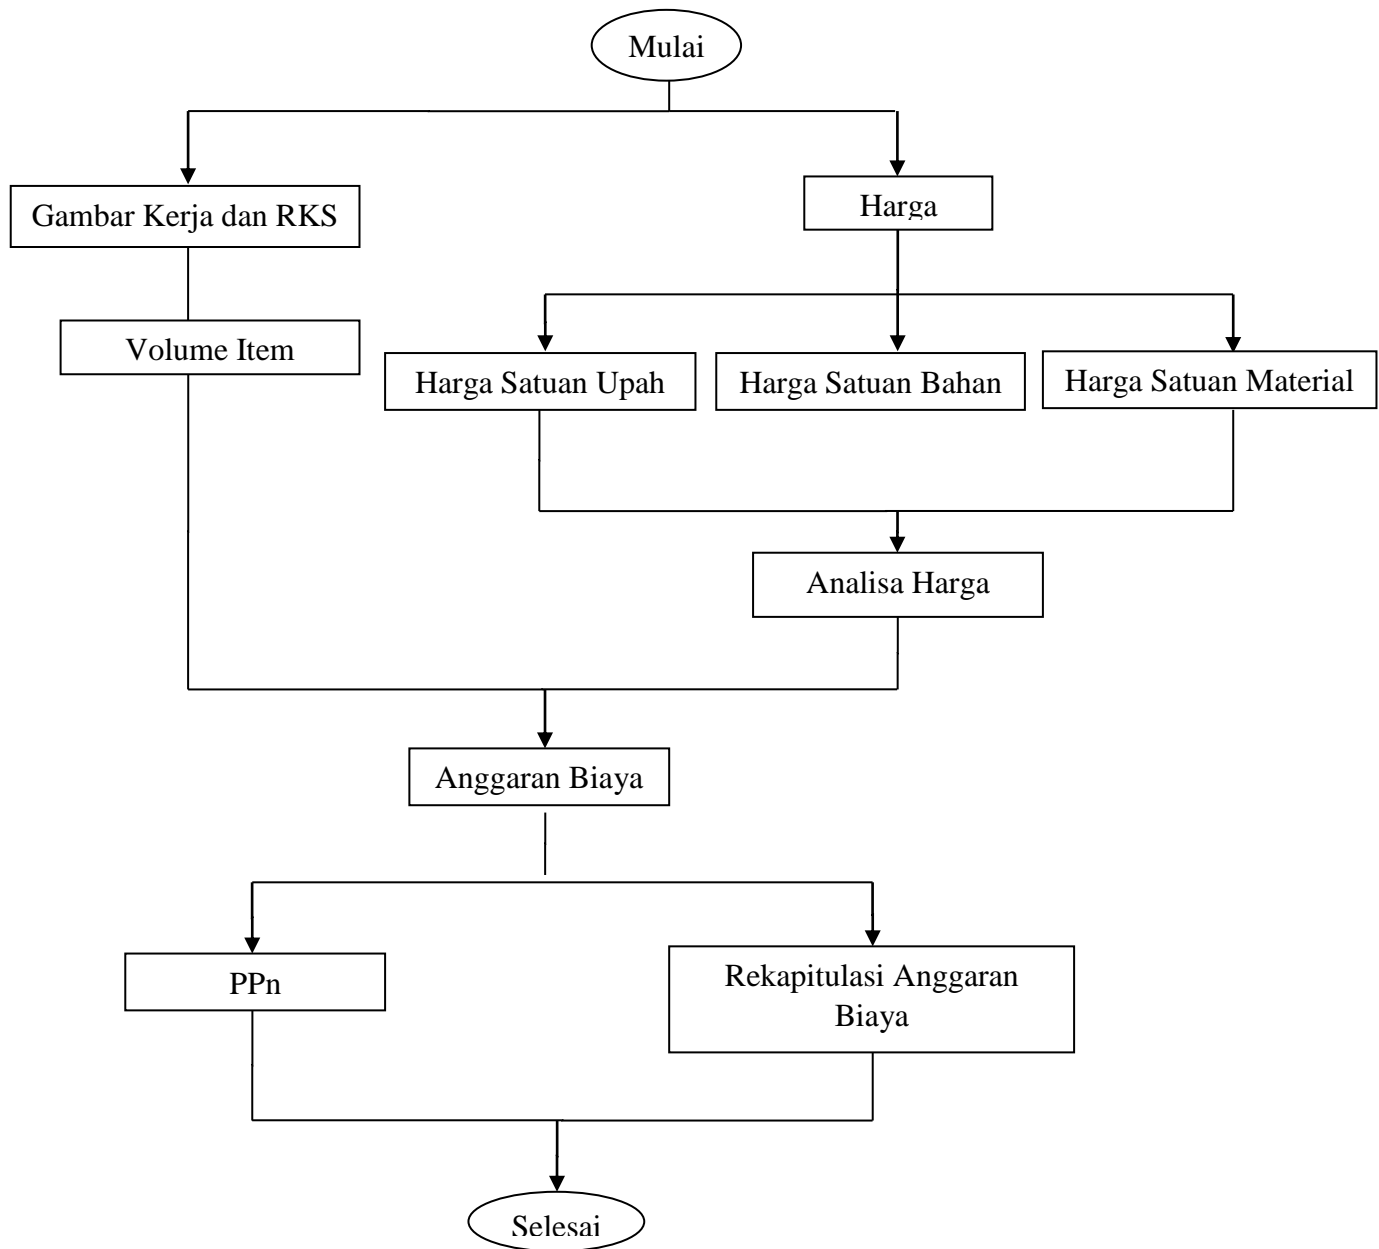 Mulai
Gambar Kerja dan RKS
Harga
Volume Item
Harga Satuan Upah
Harga Satuan Bahan
Harga Satuan Material
Analisa Harga
Anggaran Biaya
PPn
Rekapitulasi Anggaran
Biaya
Selesai